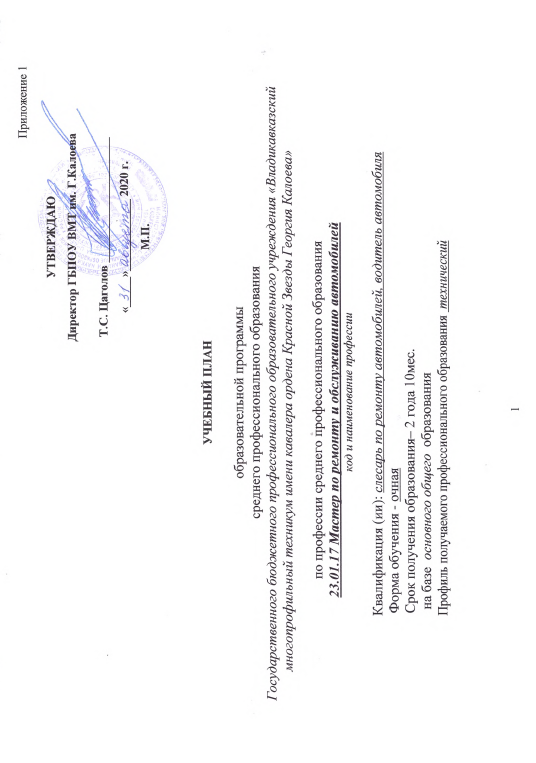 Приложение 1
УТВЕРЖДАЮ
Директор ГБПОУ ВМТ им. Г.Калоева
Т.С. Цаголов
« 31 » августа 2020 г.
М.П.
УЧЕБНЫЙ ПЛАН
образовательной программы
среднего профессионального образования
Государственного бюджетного профессионального образовательного учреждения «Владикавказский
многопрофильный техникум имени кавалера ордена Красной Звезды Георгия Калоева»
по профессии среднего профессионального образования
23.01.17 Мастер по ремонту и обслуживанию автомобилей
код и наименование профессии
Квалификация (ии): слесарь по ремонту автомобилей, водитель автомобиля
Форма обучения - очная
Срок получения образования– 2 года 10мес.
на базе основного общего образования
Профиль получаемого профессионального образования технический
1